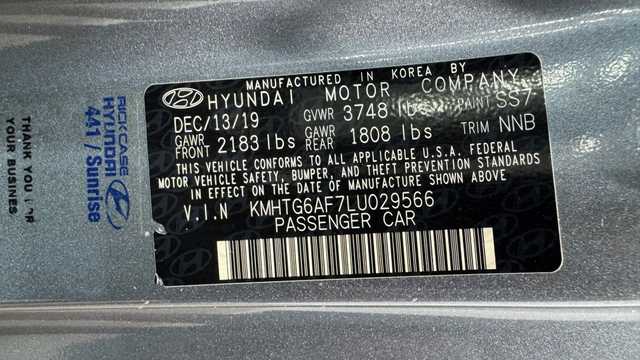 MANUFACTURED IN KOREA BY
HYUNDAI MOTOR COMPANY
DEC/13/19 GVWR 3748 lbs PAINT SS7
GAWR FRONT 2183 lbs GAWR REAR 1808 lbs TRIM NNB
THIS VEHICLE CONFORMS TO ALL APPLICABLE U.S.A. FEDERAL
MOTOR VEHICLE SAFETY, BUMPER, AND THEFT PREVENTION STANDARDS
IN EFFECT ON THE DATE OF MANUFACTURE SHOWN ABOVE.
V.I.N KMHTG6AF7LU029566
PASSENGER CAR
RICK CASE
HYUNDAI
441 / Sunrise
THANK YOU
YOUR BUSINES